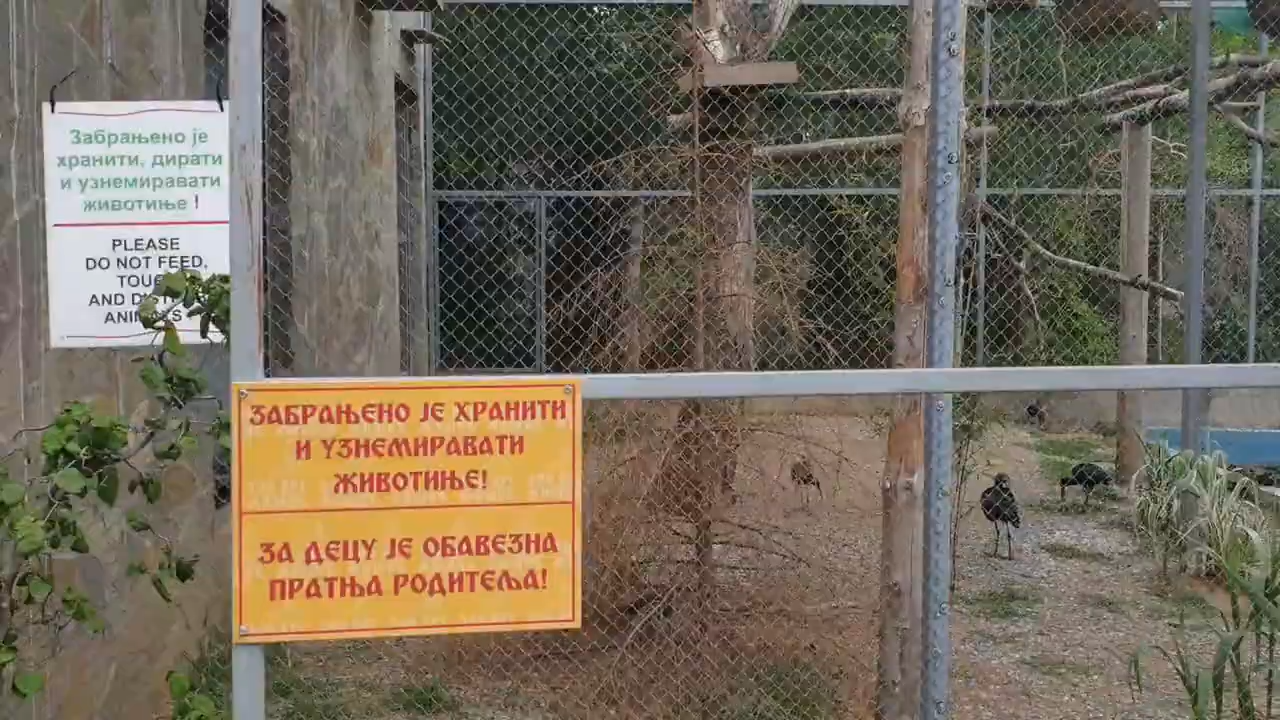 Забрањено је
хранити, дирати
и узнемиравати
животиње !
PLEASE
DO NOT FEED,
AND
ЗАБРАЊЕНО ЈЕ ХРАНИТИ
И УЗНЕМИРАВАТИ
ЖИВОТИЊЕ!
ЗА ДЕЦУ ЈЕ ОБАВЕЗНА
ПРАТЊА РОДИТЕЉА!